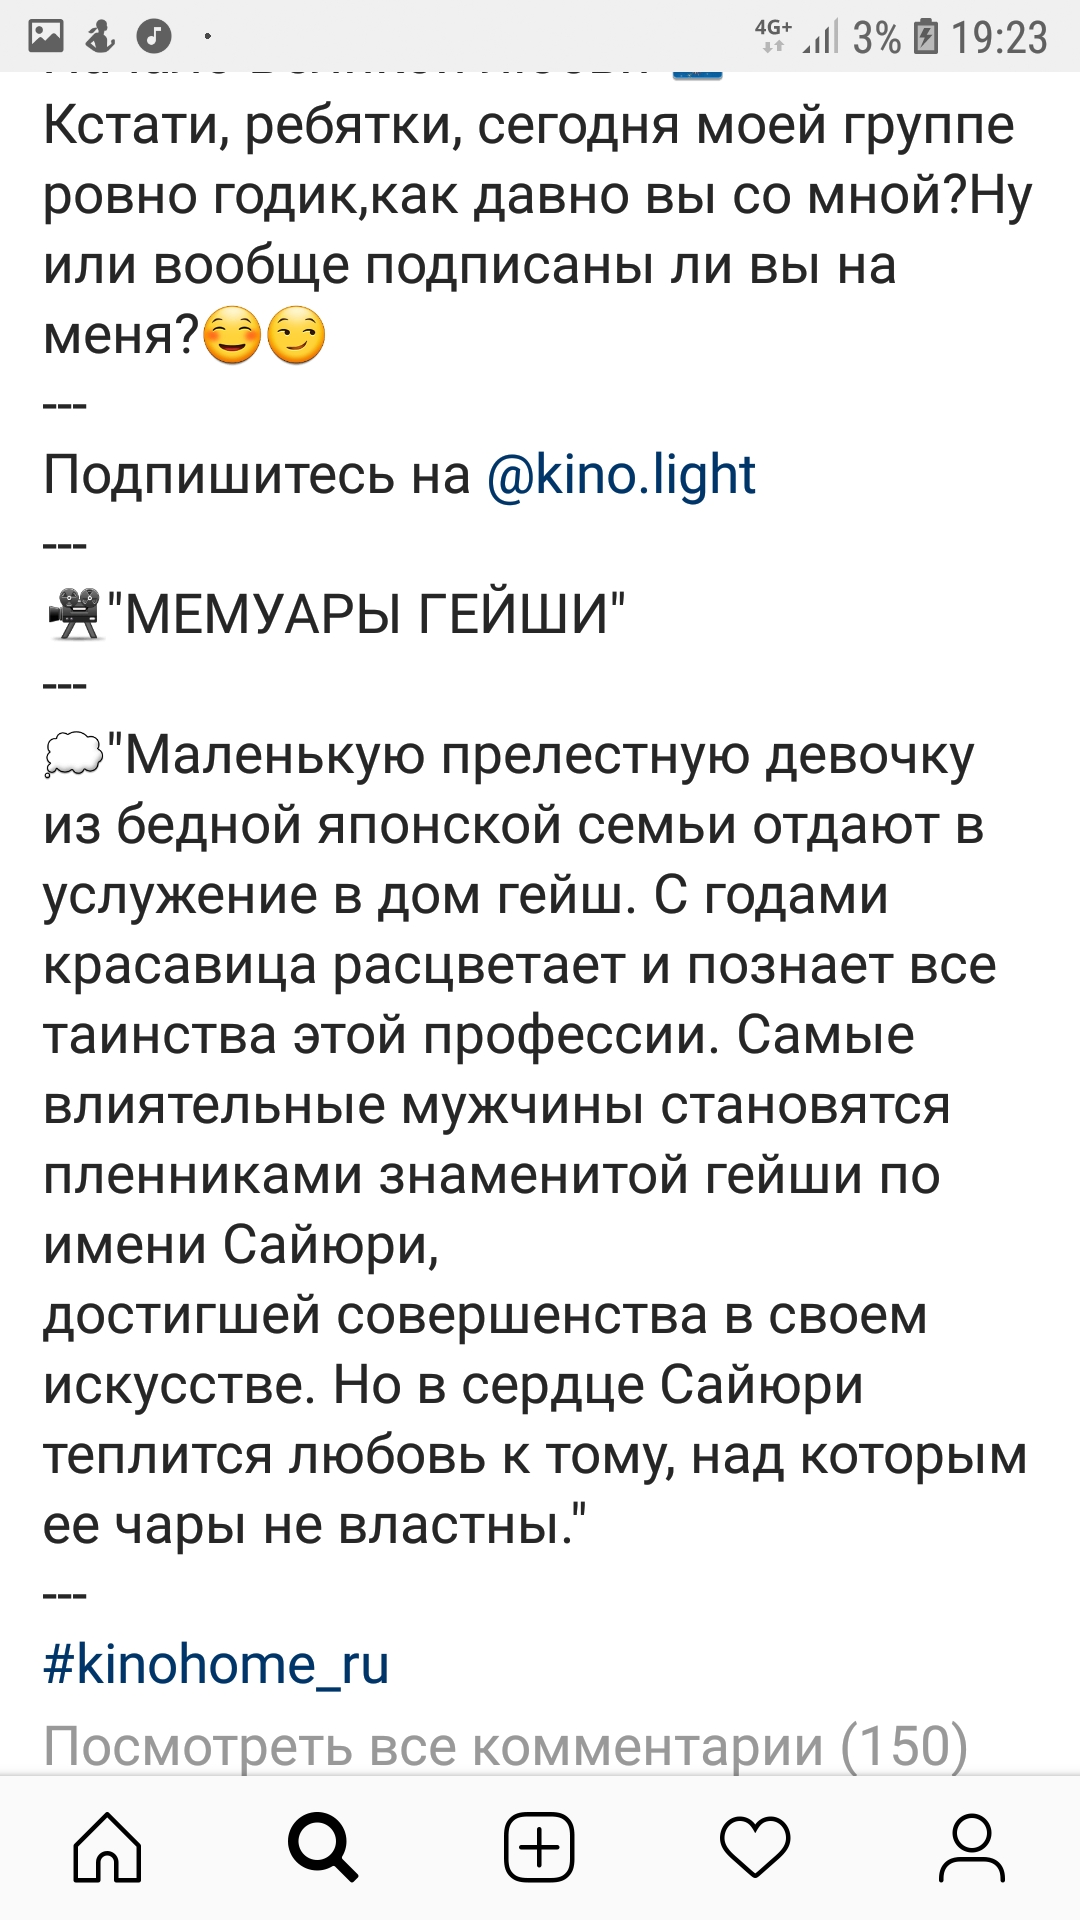 4G+ 3% 19:23
Кстати, ребятки, сегодня моей группе
ровно годик,как давно вы со мной?Ну
или вообще подписаны ли вы на
меня?😊😏
---
Подпишитесь на @kino.light
---
🎥"МЕМУАРЫ ГЕЙШИ"
---
💭"Маленькую прелестную девочку
из бедной японской семьи отдают в
услужение в дом гейш. С годами
красавица расцветает и познает все
таинства этой профессии. Самые
влиятельные мужчины становятся
пленниками знаменитой гейши по
имени Сайюри,
достигшей совершенства в своем
искусстве. Но в сердце Сайюри
теплится любовь к тому, над которым
ее чары не властны."
---
#kinohome_ru
Посмотреть все комментарии (150)